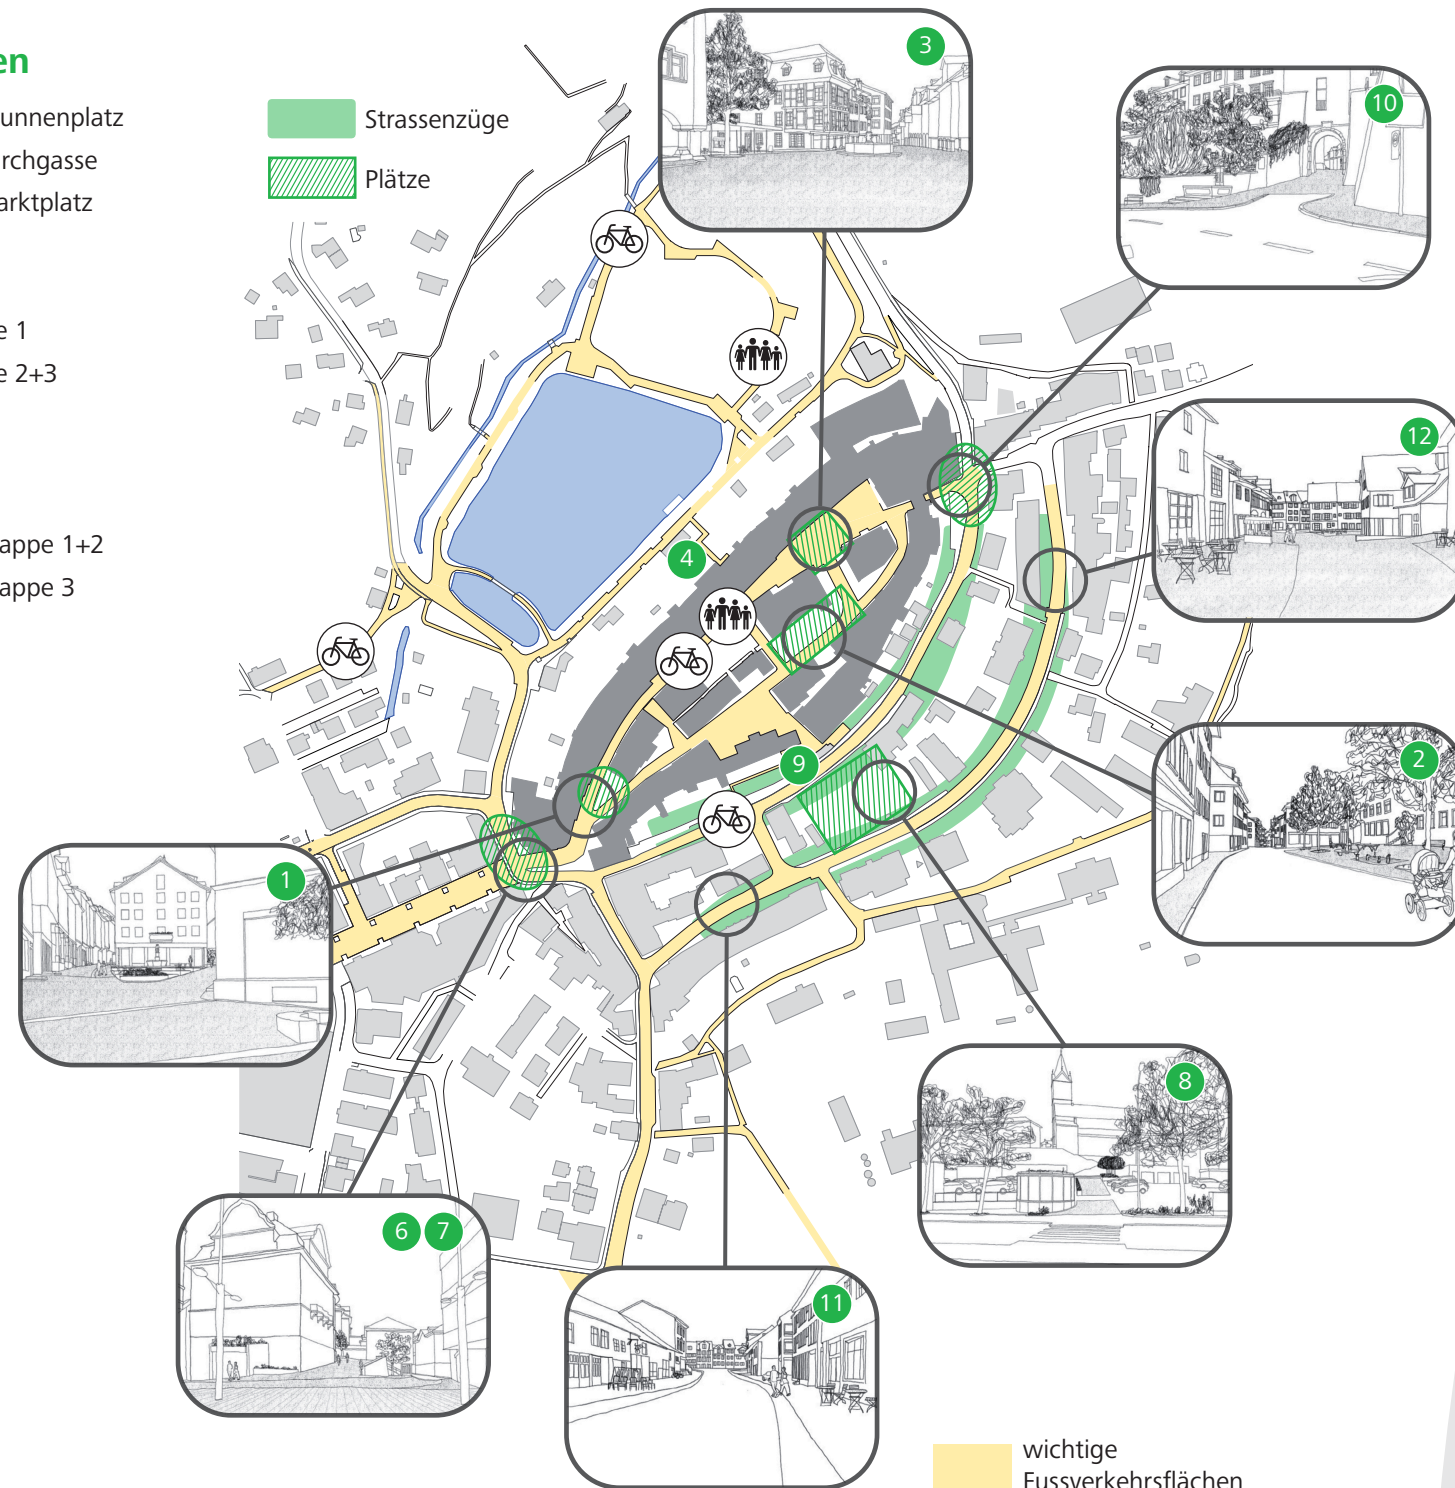 en
unnenplatz
rchgasse
arktplatz
e 1
e 2+3
appe 1+2
appe 3
Strassenzüge
Plätze
3
10
12
4
9
2
1
8
6 7
11
wichtige
Fussverkehrsflächen